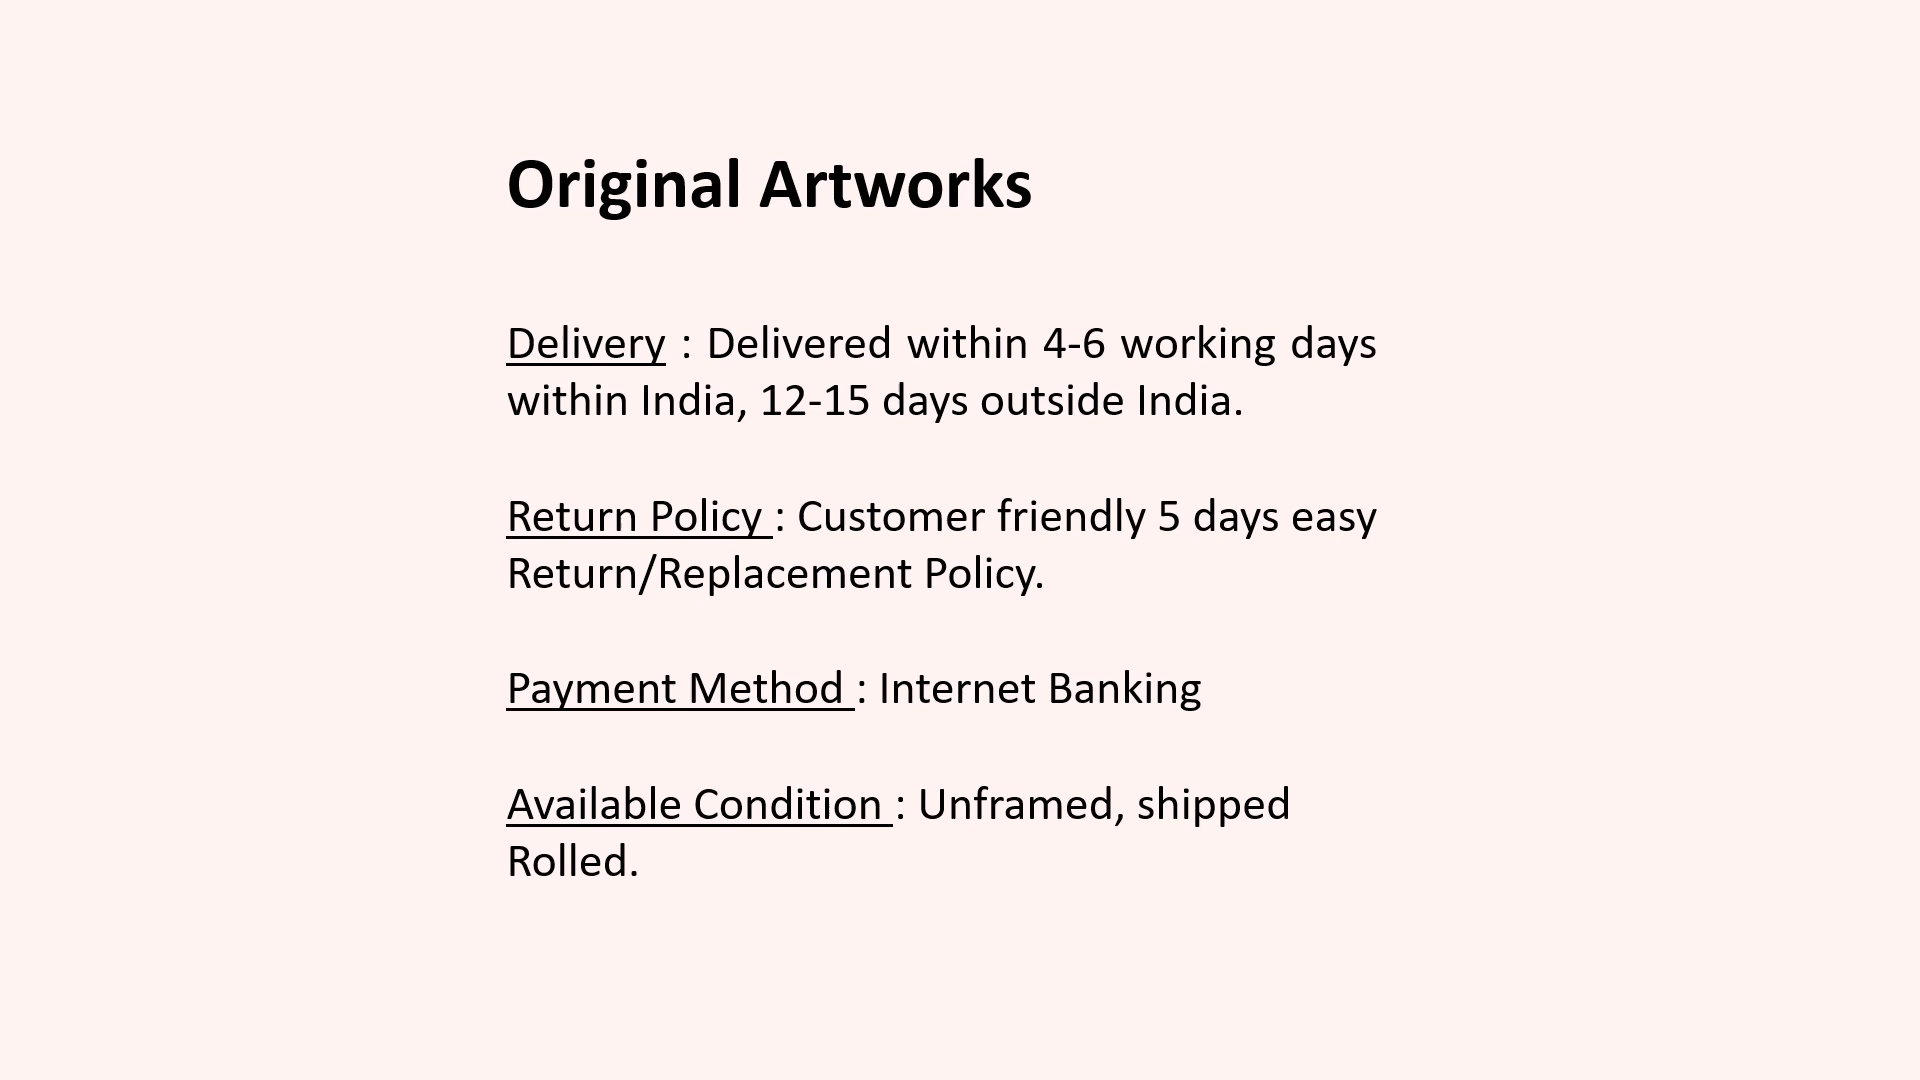 Original Artworks
Delivery : Delivered within 4-6 working days
within India, 12-15 days outside India.
Return Policy : Customer friendly 5 days easy
Return/Replacement Policy.
Payment Method : Internet Banking
Available Condition : Unframed, shipped
Rolled.